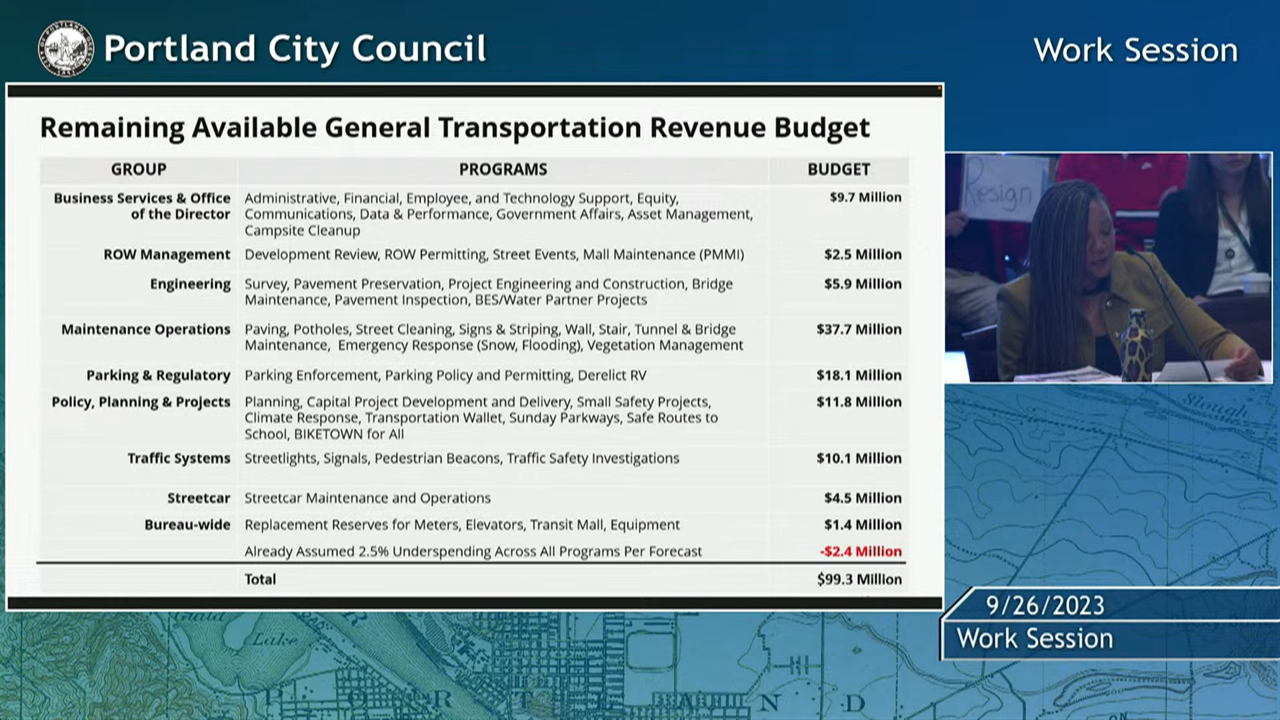 Portland City Council
Work Session
Remaining Available General Transportation Revenue Budget
GROUP PROGRAMS BUDGET
Business Services & Office of the Director
Administrative, Financial, Employee, and Technology Support, Equity,
Communications, Data & Performance, Government Affairs, Asset Management,
Campsite Cleanup
$9.7 Million
ROW Management Development Review, ROW Permitting, Street Events, Mall Maintenance (PMMI) $2.5 Million
Engineering Survey, Pavement Preservation, Project Engineering and Construction, Bridge
Maintenance, Pavement Inspection, BES/Water Partner Projects
$5.9 Million
Maintenance Operations Paving, Potholes, Street Cleaning, Signs & Striping, Wall, Stair, Tunnel & Bridge
Maintenance, Emergency Response (Snow, Flooding), Vegetation Management
$37.7 Million
Parking & Regulatory Parking Enforcement, Parking Policy and Permitting, Derelict RV $18.1 Million
Policy, Planning & Projects Planning, Capital Project Development and Delivery, Small Safety Projects,
Climate Response, Transportation Wallet, Sunday Parkways, Safe Routes to
School, BIKETOWN for All
$11.8 Million
Traffic Systems Streetlights, Signals, Pedestrian Beacons, Traffic Safety Investigations $10.1 Million
Streetcar Streetcar Maintenance and Operations $4.5 Million
Bureau-wide Replacement Reserves for Meters, Elevators, Transit Mall, Equipment $1.4 Million
Already Assumed 2.5% Underspending Across All Programs Per Forecast -$2.4 Million
Total $99.3 Million
Resign
Slough
9/26/2023
Work Session
Lake